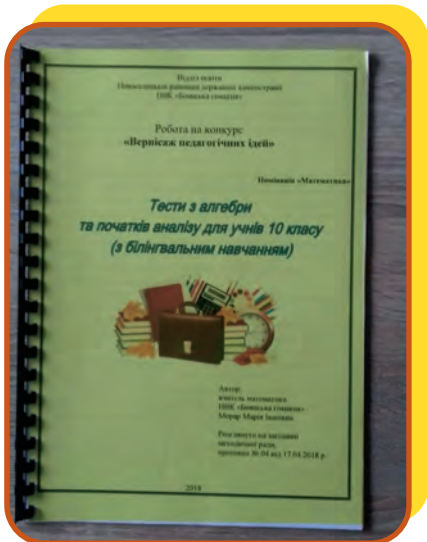 Відділ освіти
Новоселицької районної державної адміністрації
НВК «Боянська гімназія»
Робота на конкурс
«Вернісаж педагогічних ідей»
Номінація «Математика»
Тести з алгебри
та початків аналізу для учнів 10 класу
(з білінгвальним навчанням)
Автор:
вчитель математики
НВК «Боянська гімназія»
Морар Марія Іванівна
Розглянуто на засіданні
методичної ради,
протокол № 04 від 17.04.2018 р.
2018